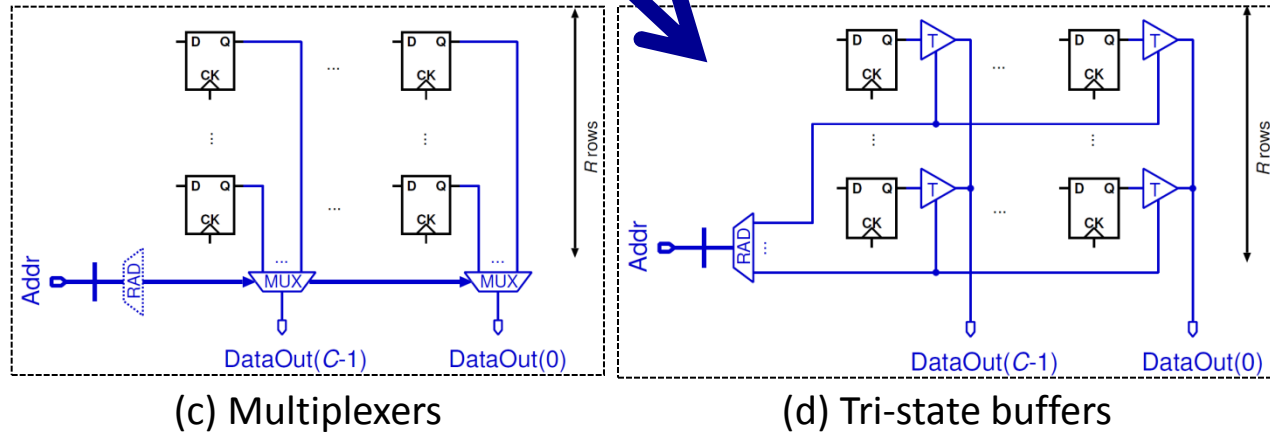 D Q
CK
...
D Q
CK
⋮
⋮
D Q
CK
...
D Q
CK
R rows
Addr
RAD
...
MUX
...
MUX
DataOut(C-1)
DataOut(0)
(c) Multiplexers
D Q
CK
T
...
D Q
CK
T
⋮
⋮
D Q
CK
T
...
D Q
CK
T
R rows
Addr
RAD
...
DataOut(C-1)
DataOut(0)
(d) Tri-state buffers